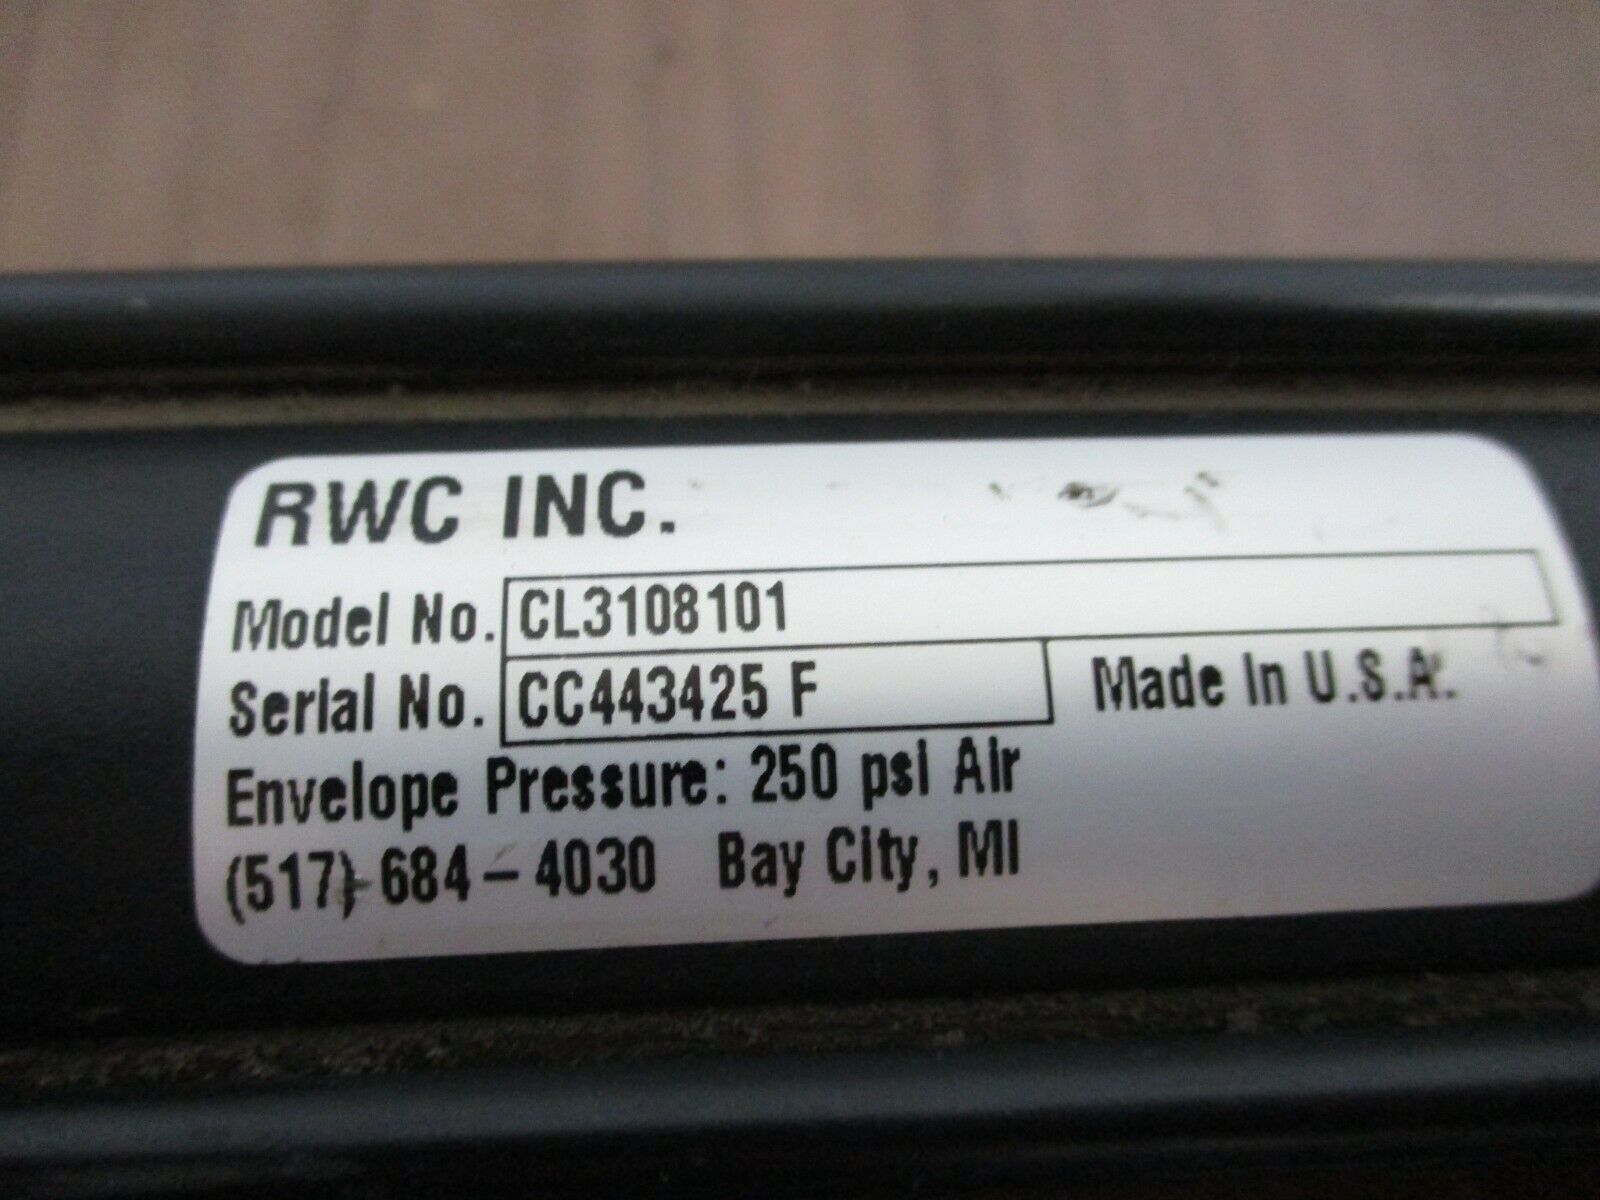 RWC INC.
Model No. CL3108101
Serial No. CC443425 F Made In U.S.A.
Envelope Pressure: 250 psi Air
(517) 684-4030 Bay City, MI